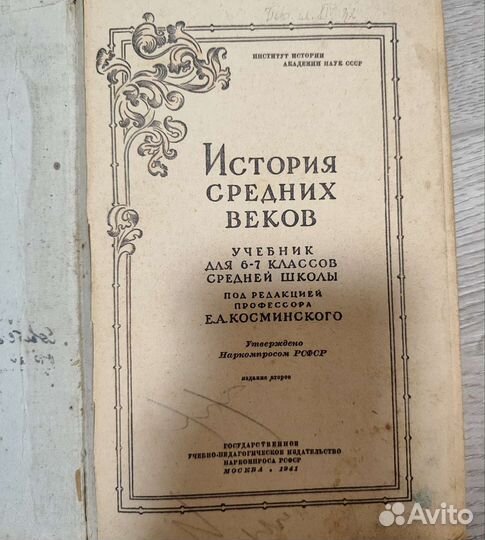 ИНСТИТУТ ИСТОРИИ
АКАДЕМИИ НАУК СССР
ИСТОРИЯ
СРЕДНИХ
ВЕКОВ
УЧЕБНИК
ДЛЯ 6-7 КЛАССОВ
СРЕДНЕЙ ШКОЛЫ
ПОД РЕДАКЦИЕЙ
ПРОФЕССОРА
Е.А.КОСМИНСКОГО
Утверждено
Наркомпросом РСФСР
издание второе
ГОСУДАРСТВЕННОЕ
УЧЕБНО-ПЕДАГОГИЧЕСКОЕ ИЗДАТЕЛЬСТВО
НАРКОМПРОСА РСФСР
МОСКВА • 1941
Avito